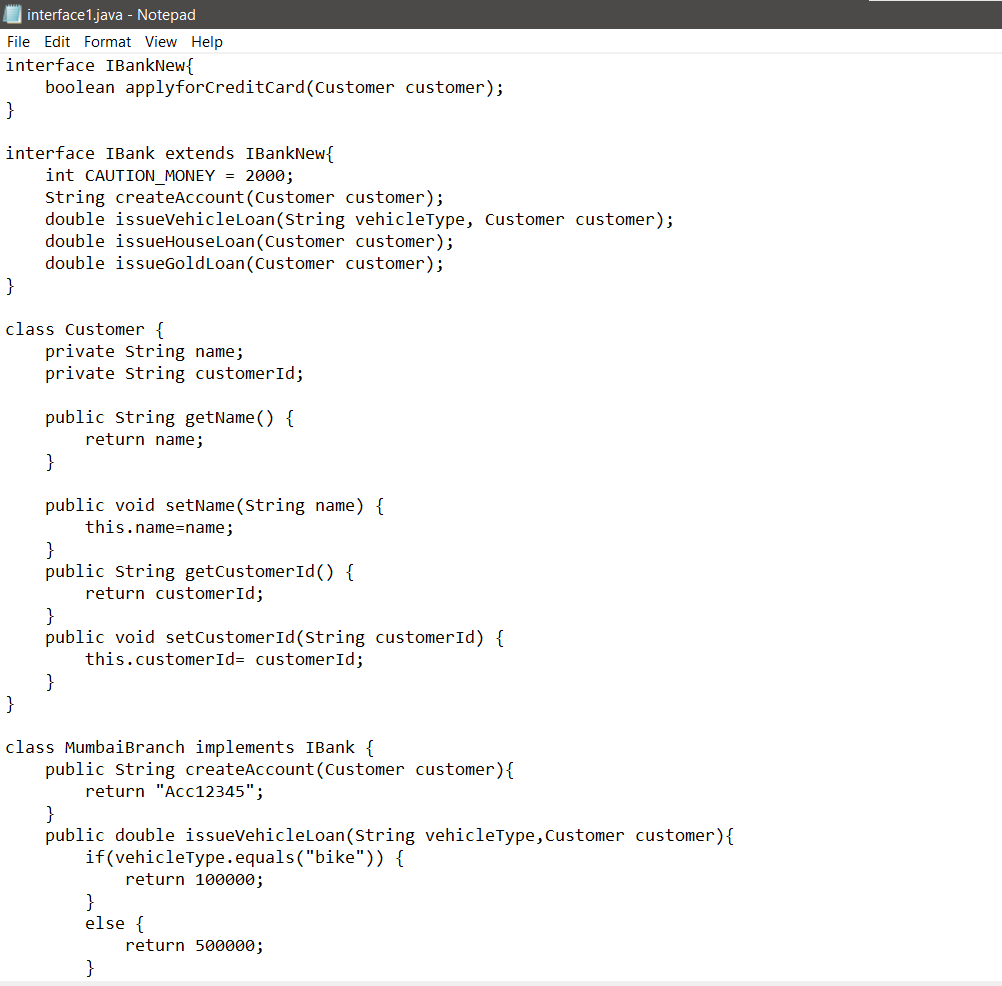 interface1.java - Notepad
File Edit Format View Help
interface IBankNew{
    boolean applyforCreditCard(Customer customer);
}

interface IBank extends IBankNew{
    int CAUTION_MONEY = 2000;
    String createAccount(Customer customer);
    double issueVehicleLoan(String vehicleType, Customer customer);
    double issueHouseLoan(Customer customer);
    double issueGoldLoan(Customer customer);
}

class Customer {
    private String name;
    private String customerId;

    public String getName() {
        return name;
    }

    public void setName(String name) {
        this.name=name;
    }
    public String getCustomerId() {
        return customerId;
    }
    public void setCustomerId(String customerId) {
        this.customerId= customerId;
    }
}

class MumbaiBranch implements IBank {
    public String createAccount(Customer customer){
        return "Acc12345";
    }
    public double issueVehicleLoan(String vehicleType,Customer customer){
        if(vehicleType.equals("bike")) {
            return 100000;
        }
        else {
            return 500000;
        }